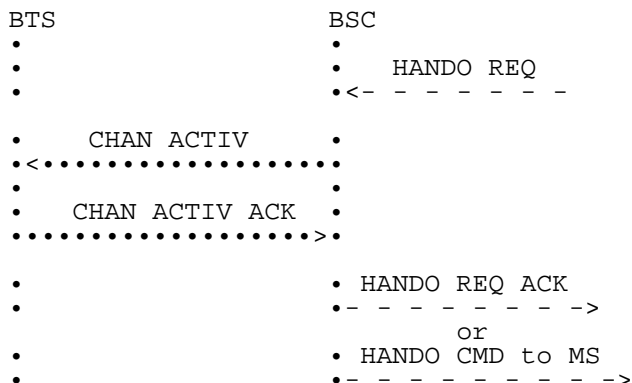 BTS BSC
HANDO REQ
CHAN ACTIV
CHAN ACTIV ACK
HANDO REQ ACK
or
HANDO CMD to MS